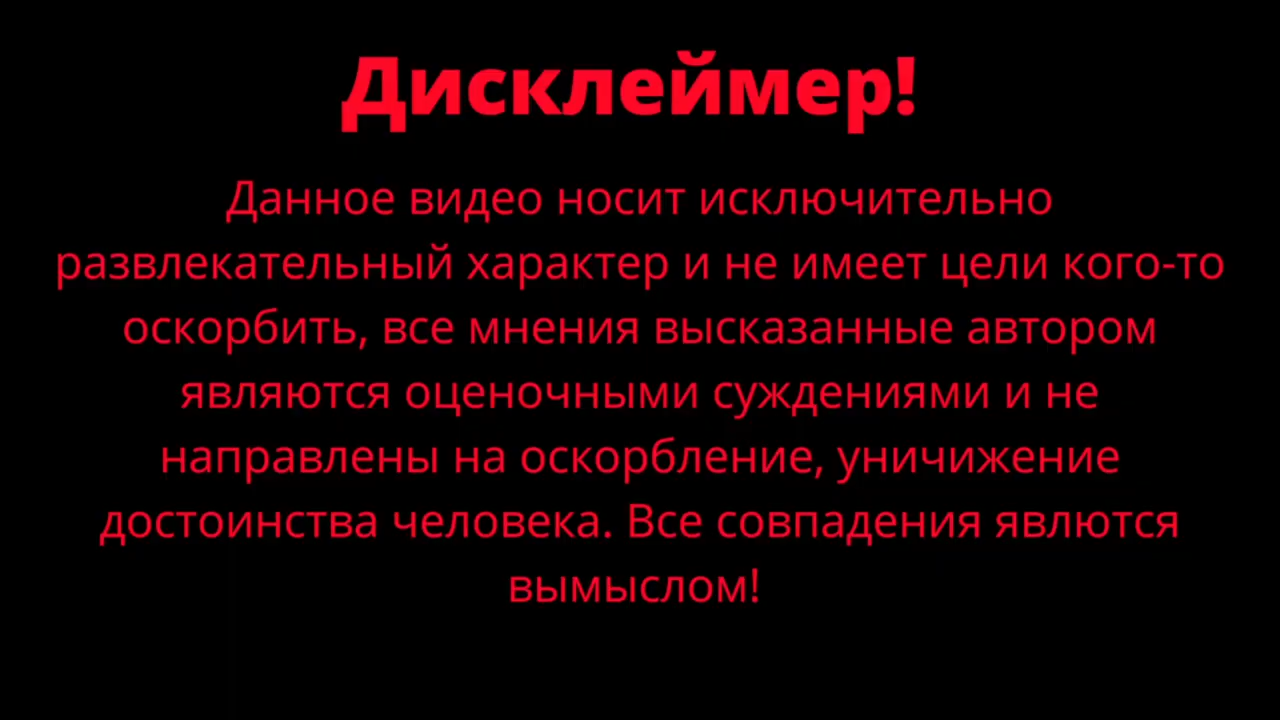 Дисклеймер!
Данное видео носит исключительно
развлекательный характер и не имеет цели кого-то
оскорбить, все мнения высказанные автором
являются оценочными суждениями и не
направлены на оскорбление, уничижение
достоинства человека. Все совпадения явлются
вымыслом!